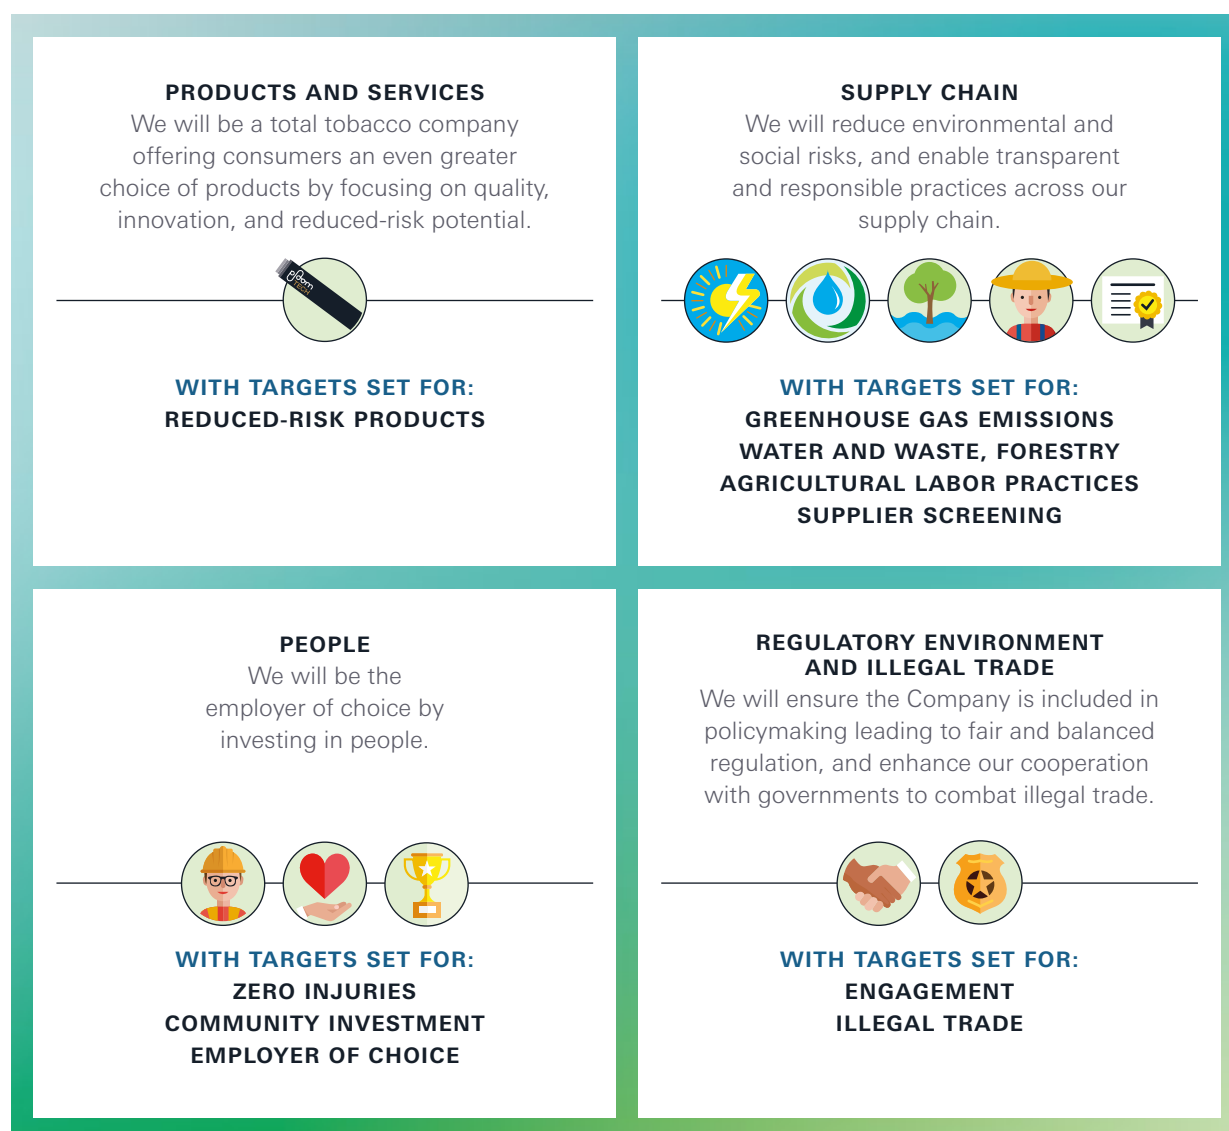 PRODUCTS AND SERVICES
We will be a total tobacco company
offering consumers an even greater
choice of products by focusing on quality,
innovation, and reduced-risk potential.
Ploom
TECH
WITH TARGETS SET FOR:
REDUCED-RISK PRODUCTS
SUPPLY CHAIN
We will reduce environmental and
social risks, and enable transparent
and responsible practices across our
supply chain.
WITH TARGETS SET FOR:
GREENHOUSE GAS EMISSIONS
WATER AND WASTE, FORESTRY
AGRICULTURAL LABOR PRACTICES
SUPPLIER SCREENING
PEOPLE
We will be the
employer of choice by
investing in people.
WITH TARGETS SET FOR:
ZERO INJURIES
COMMUNITY INVESTMENT
EMPLOYER OF CHOICE
REGULATORY ENVIRONMENT
AND ILLEGAL TRADE
We will ensure the Company is included in
policymaking leading to fair and balanced
regulation, and enhance our cooperation
with governments to combat illegal trade.
WITH TARGETS SET FOR:
ENGAGEMENT
ILLEGAL TRADE